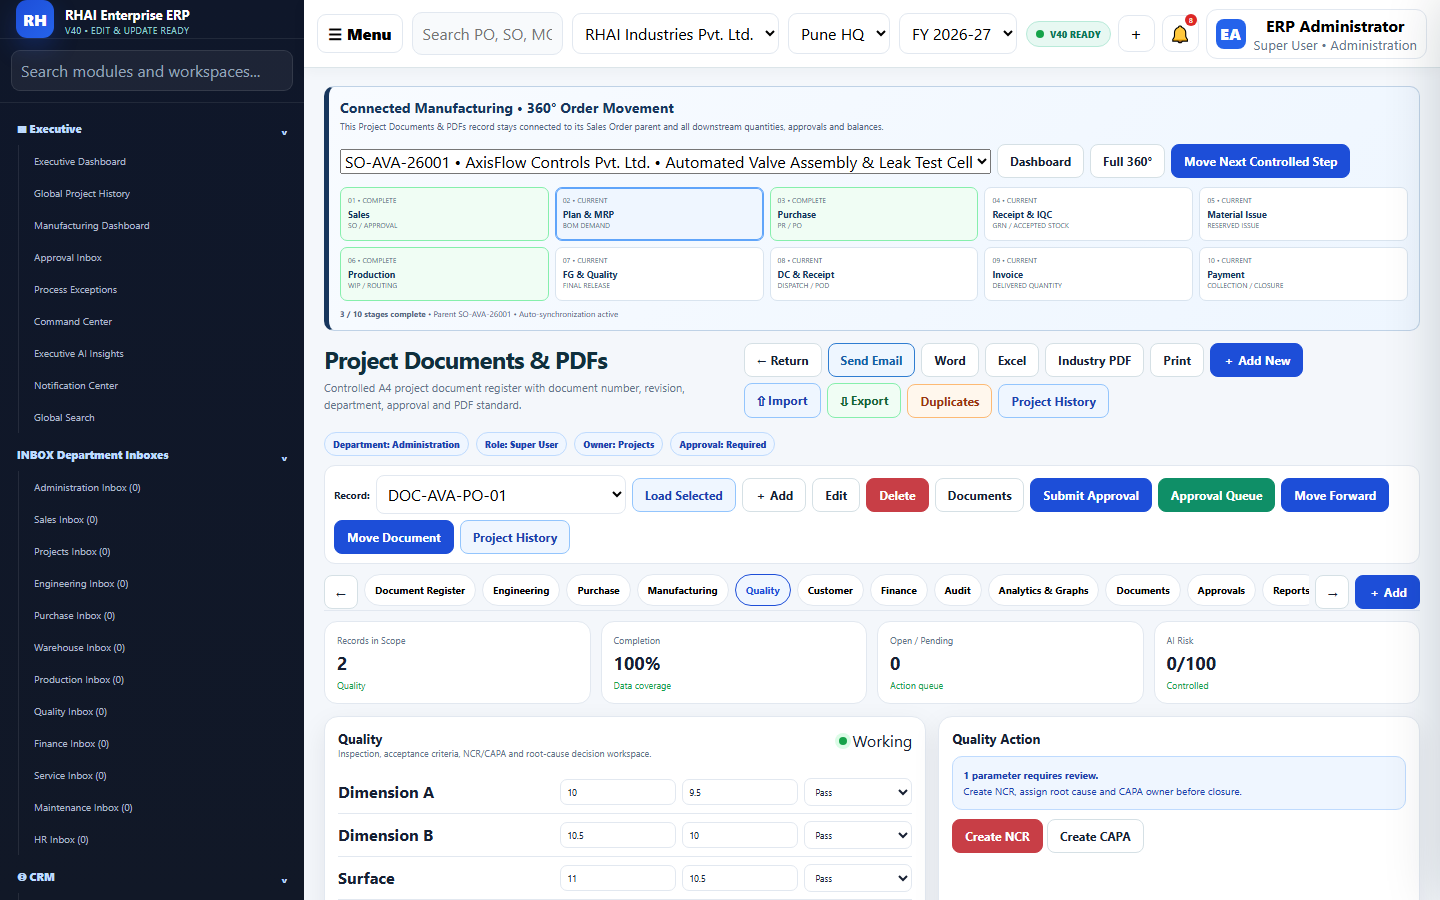 RH
RHAI Enterprise ERP
V40 • EDIT & UPDATE READY
Search modules and workspaces...
Executive
Executive Dashboard
Global Project History
Manufacturing Dashboard
Approval Inbox
Process Exceptions
Command Center
Executive AI Insights
Notification Center
Global Search
INBOX Department Inboxes
Administration Inbox (0)
Sales Inbox (0)
Projects Inbox (0)
Engineering Inbox (0)
Purchase Inbox (0)
Warehouse Inbox (0)
Production Inbox (0)
Quality Inbox (0)
Finance Inbox (0)
Service Inbox (0)
Maintenance Inbox (0)
HR Inbox (0)
CRM
☰ Menu
Search PO, SO, MC
RHAI Industries Pvt. Ltd.
Pune HQ
FY 2026-27
V40 READY
+
8
EA
ERP Administrator
Super User • Administration
Connected Manufacturing • 360° Order Movement
This Project Documents & PDFs record stays connected to its Sales Order parent and all downstream quantities, approvals and balances.
SO-AVA-26001 • AxisFlow Controls Pvt. Ltd. • Automated Valve Assembly & Leak Test Cell
Dashboard
Full 360°
Move Next Controlled Step
01 • COMPLETE
Sales
SO / APPROVAL
02 • CURRENT
Plan & MRP
BOM DEMAND
03 • COMPLETE
Purchase
PR / PO
04 • CURRENT
Receipt & IQC
GRN / ACCEPTED STOCK
05 • CURRENT
Material Issue
RESERVED ISSUE
06 • COMPLETE
Production
WIP / ROUTING
07 • CURRENT
FG & Quality
FINAL RELEASE
08 • CURRENT
DC & Receipt
DISPATCH / POD
09 • CURRENT
Invoice
DELIVERED QUANTITY
10 • CURRENT
Payment
COLLECTION / CLOSURE
3 / 10 stages complete • Parent SO-AVA-26001 • Auto-synchronization active
Project Documents & PDFs
Controlled A4 project document register with document number, revision,
department, approval and PDF standard.
← Return
Send Email
Word
Excel
Industry PDF
Print
+ Add New
⇧ Import
⇩ Export
Duplicates
Project History
Department: Administration
Role: Super User
Owner: Projects
Approval: Required
Record:
DOC-AVA-PO-01
Load Selected
+ Add
Edit
Delete
Documents
Submit Approval
Approval Queue
Move Forward
Move Document
Project History
←
Document Register
Engineering
Purchase
Manufacturing
Quality
Customer
Finance
Audit
Analytics & Graphs
Documents
Approvals
Reports
→
+ Add
Records in Scope
2
Quality
Completion
100%
Data coverage
Open / Pending
0
Action queue
AI Risk
0/100
Controlled
Quality
Inspection, acceptance criteria, NCR/CAPA and root-cause decision workspace.
Working
Dimension A
10
9.5
Pass
Dimension B
10.5
10
Pass
Surface
11
10.5
Pass
Quality Action
1 parameter requires review.
Create NCR, assign root cause and CAPA owner before closure.
Create NCR
Create CAPA